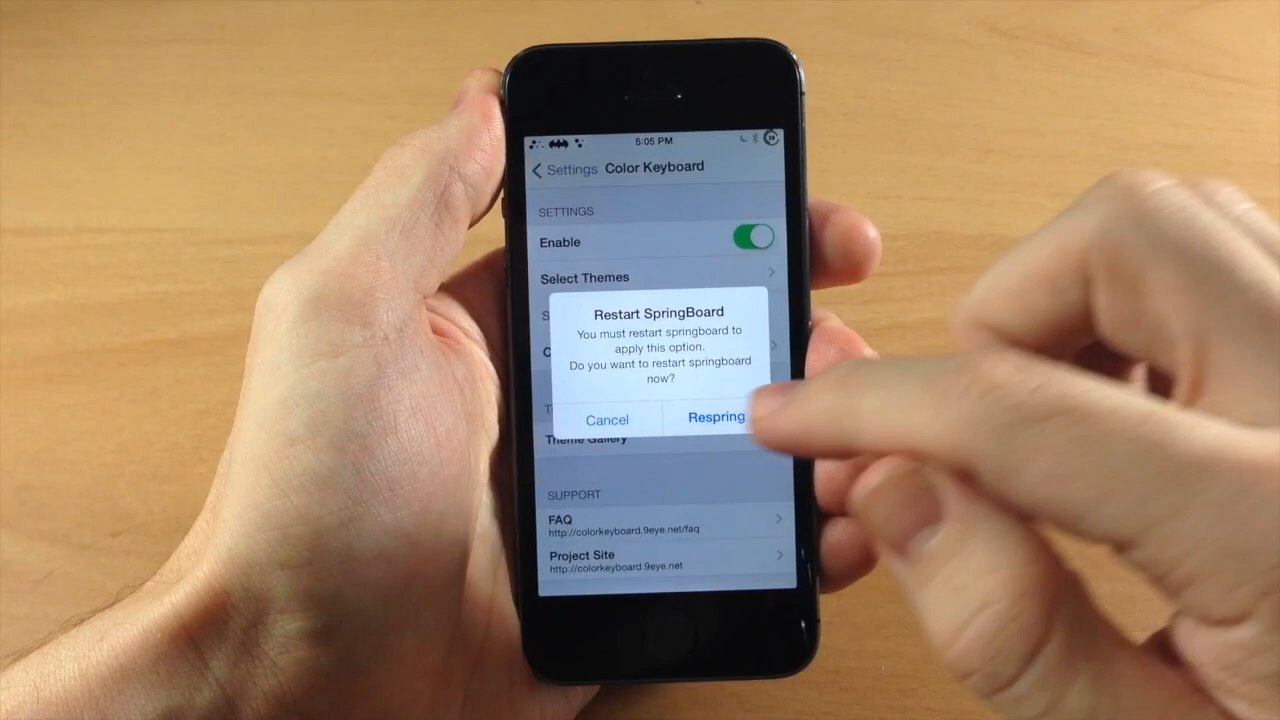 5:05 PM
Settings Color Keyboard
SETTINGS
Enable
Select Themes
Restart SpringBoard
You must restart springboard to
apply this option.
Do you want to restart springboard
now?
Cancel Respring
Theme Gallery
SUPPORT
FAQ
http://colorkeyboard.9eye.net/faq
Project Site
http://colorkeyboard.9eye.net